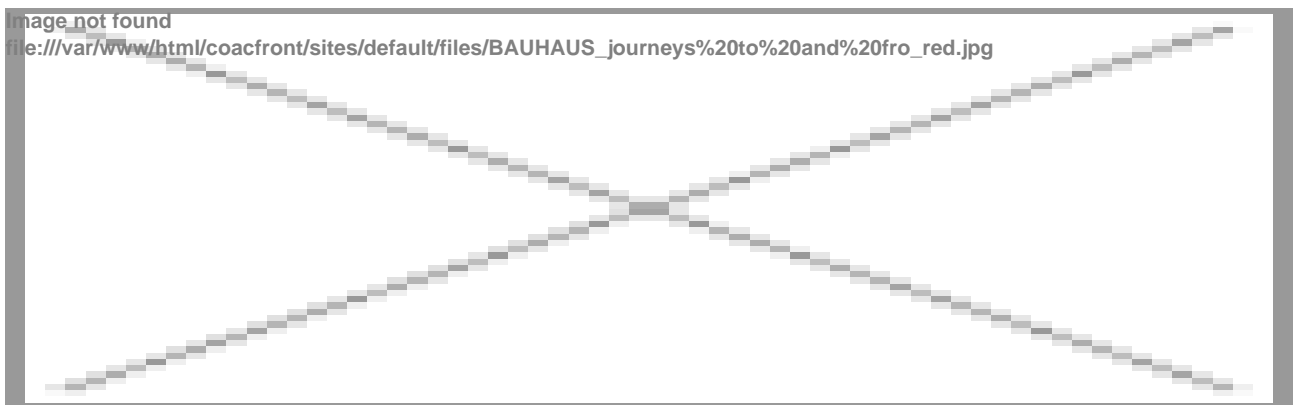 Image not found
file:///var/www/html/coacfront/sites/default/files/BAUHAUS_journeys%20to%20and%20fro_red.jpg